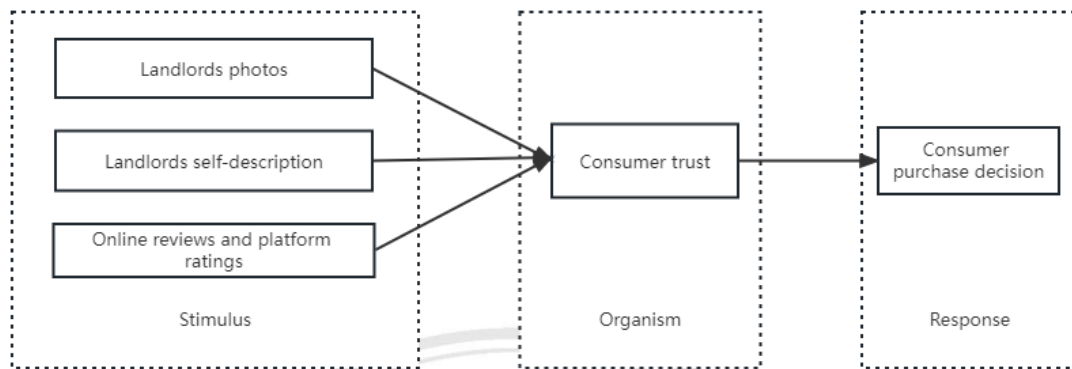 Landlords photos
Landlords self-description
Online reviews and platform
ratings
Stimulus
Consumer trust
Organism
Consumer
purchase decision
Response